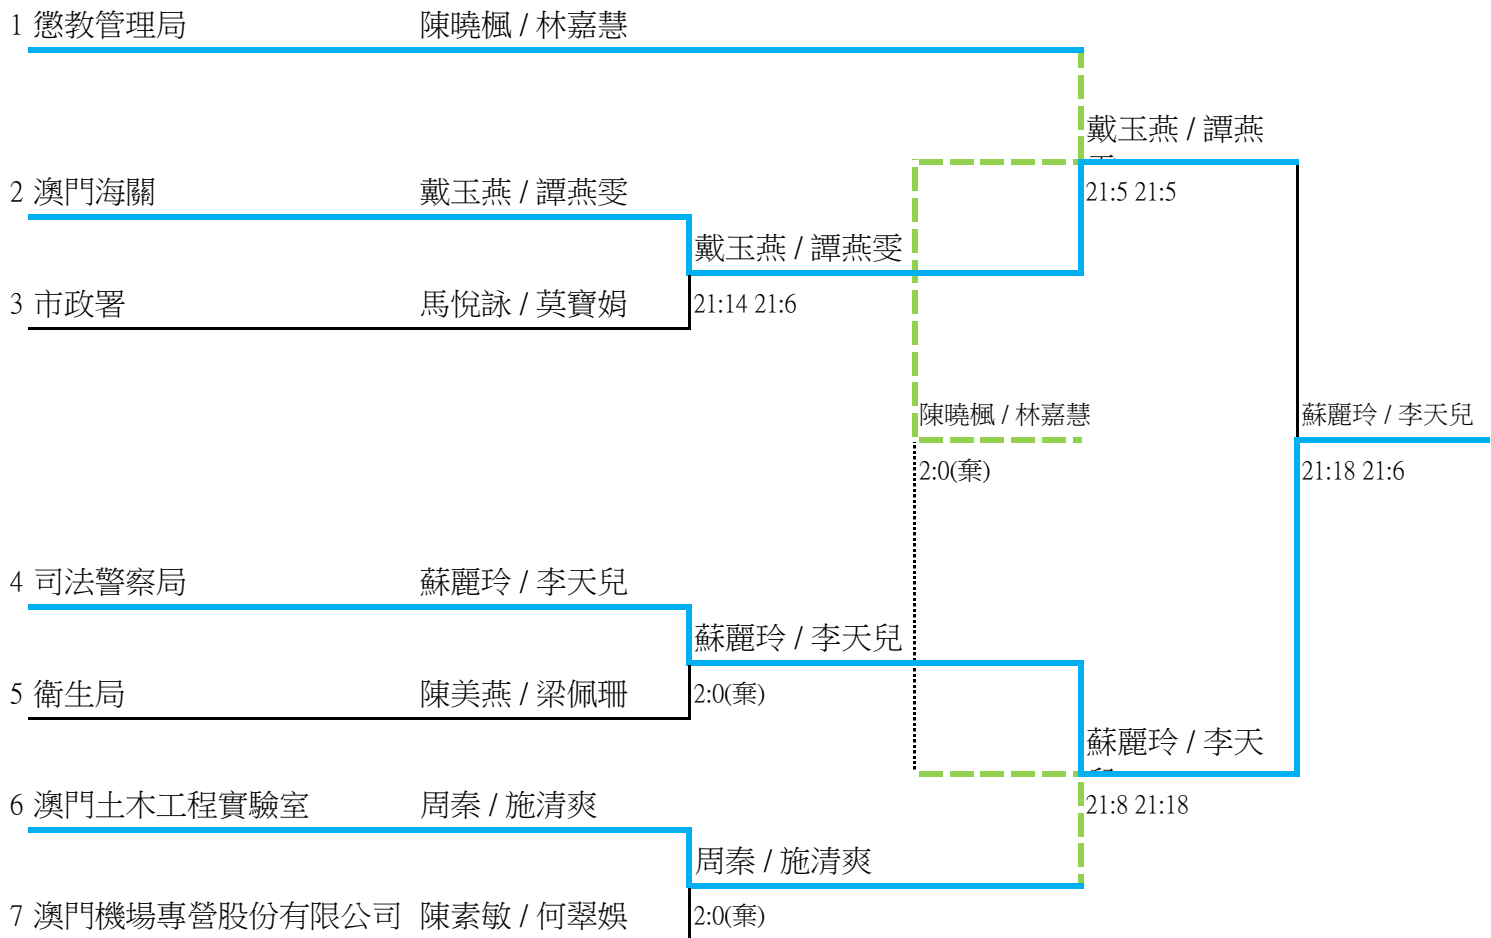 1 懲教管理局 陳曉楓 / 林嘉慧
戴玉燕 / 譚燕
2 澳門海關 戴玉燕 / 譚燕雯
21:5 21:5
戴玉燕 / 譚燕雯
3 市政署 馬悅詠 / 莫寶娟
21:14 21:6
陳曉楓 / 林嘉慧
蘇麗玲 / 李天兒
2:0(棄)
21:18 21:6
4 司法警察局 蘇麗玲 / 李天兒
蘇麗玲 / 李天兒
5 衛生局 陳美燕 / 梁佩珊
2:0(棄)
蘇麗玲 / 李天
6 澳門土木工程實驗室 周秦 / 施清爽
21:8 21:18
周秦 / 施清爽
7 澳門機場專營股份有限公司 陳素敏 / 何翠娛
2:0(棄)